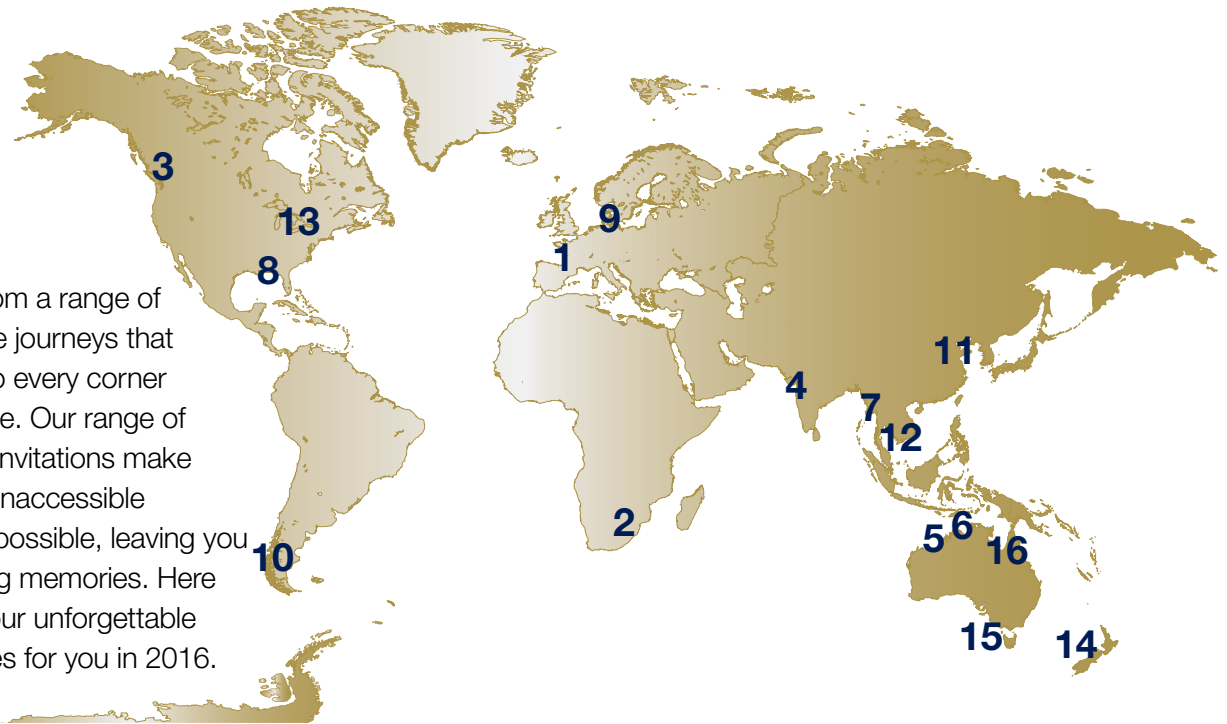 3
13
9
1
8
om a range of
e journeys that
11
o every corner
4
e. Our range of
7
nvitations make
12
naccessible
2
possible, leaving you
5
6
16
10
g memories. Here
our unforgettable
15
14
es for you in 2016.